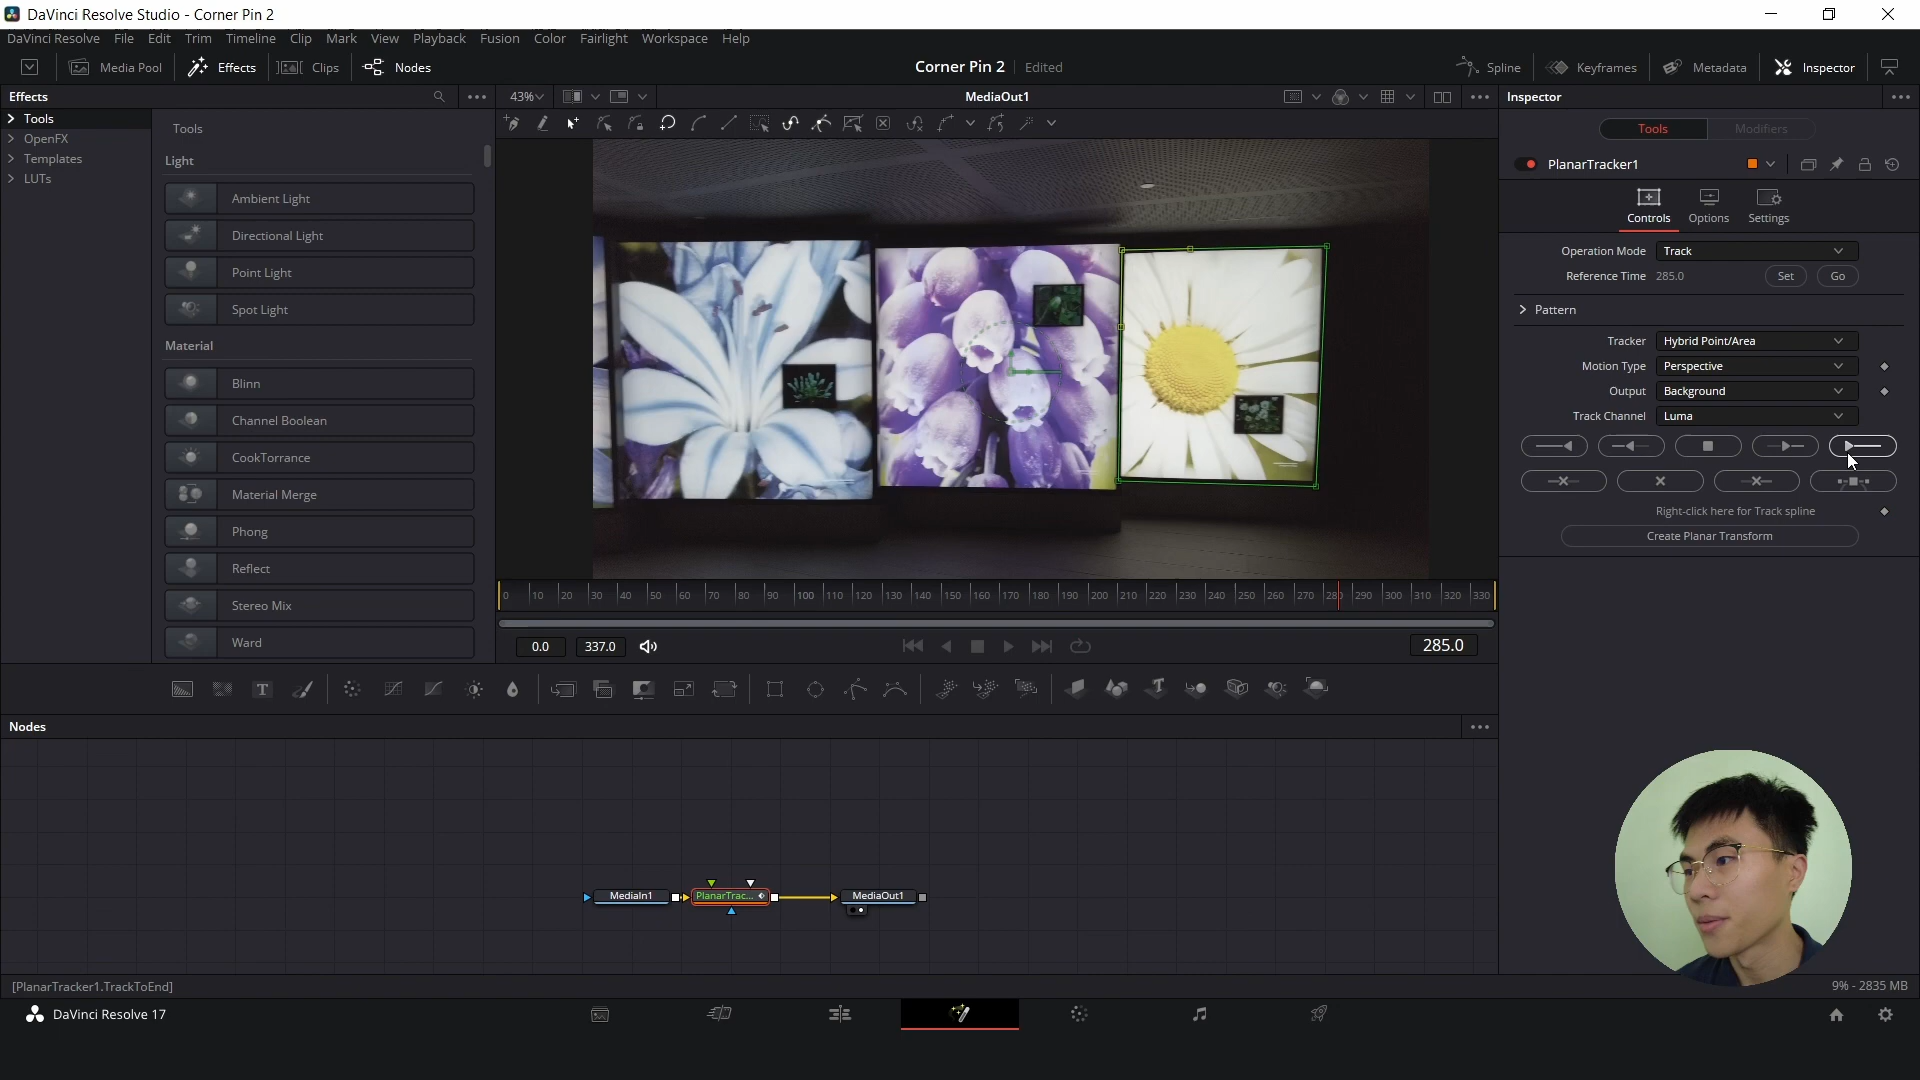 DaVinci Resolve Studio - Corner Pin 2
DaVinci Resolve File Edit Trim Timeline Clip Mark View Playback Fusion Color Fairlight Workspace Help
Media Pool Effects Clips Nodes Corner Pin 2 Edited Spline Keyframes Metadata Inspector
Effects 43% MediaOut1 Inspector
Tools
OpenFX
Templates
LUTs
Tools
Light
Ambient Light
Directional Light
Point Light
Spot Light
Material
Blinn
Channel Boolean
CookTorrance
Material Merge
Phong
Reflect
Stereo Mix
Ward
Tools Modifiers
PlanarTracker1
Controls Options Settings
Operation Mode Track
Reference Time 285.0 Set Go
Pattern
Tracker Hybrid Point/Area
Motion Type Perspective
Output Background
Track Channel Luma
Right-click here for Track spline
Create Planar Transform
0 10 20 30 40 50 60 70 80 90 100 110 120 130 140 150 160 170 180 190 200 210 220 230 240 250 260 270 290 300 310 320 330
0.0 337.0 285.0
Nodes
MediaIn1 PlanarTrac... MediaOut1
[PlanarTracker1.TrackToEnd] 9% - 2835 MB
DaVinci Resolve 17